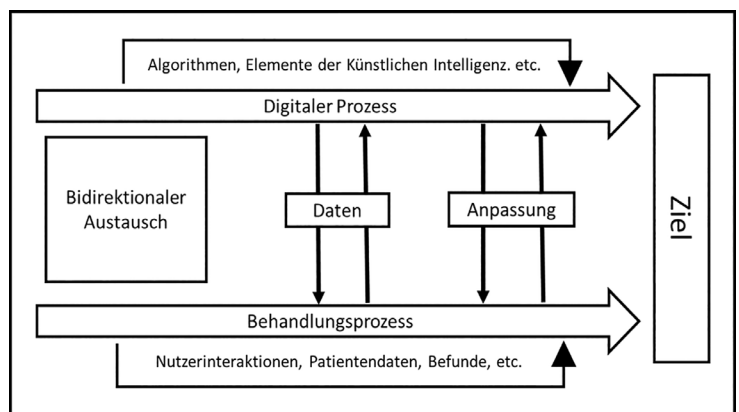 Algorithmen, Elemente der Künstlichen Intelligenz. etc.
Digitaler Prozess
Bidirektionaler
Austausch
Daten
Anpassung
Ziel
Behandlungsprozess
Nutzerinteraktionen, Patientendaten, Befunde, etc.